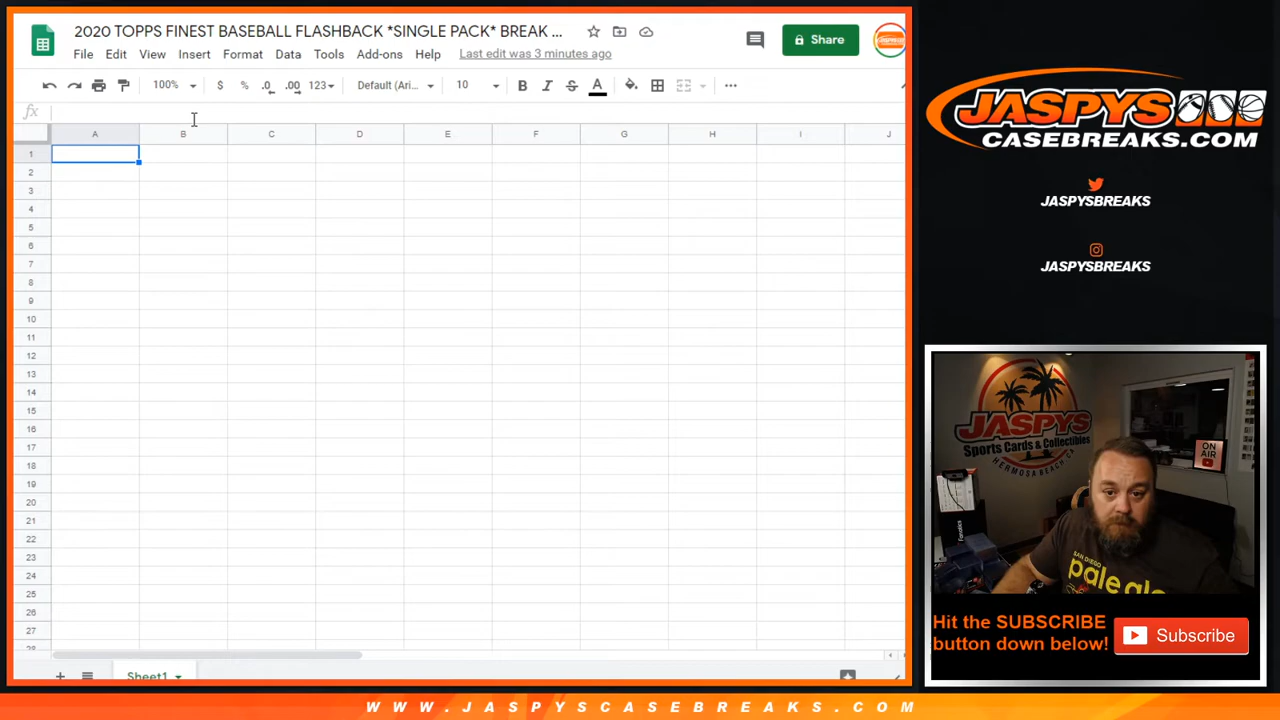 2020 TOPPS FINEST BASEBALL FLASHBACK *SINGLE PACK* BREAK ...
Share
File Edit View Insert Format Data Tools Add-ons Help Last edit was 3 minutes ago
100% $ % .0 .00 123 Default (Ari... 10 B I S A
fx
A B C D E F G H I J
1
2
3
4
5
6
7
8
9
10
11
12
13
14
15
16
17
18
19
20
21
22
23
24
25
26
27
28
Sheet1
JASPYS
CASEBREAKS.COM
JASPYSBREAKS
JASPYSBREAKS
JASPYS
Sports Cards & Collectibles
HERMOSA BEACH CA
ON AIR
Fanatics
SAN DIEGO
Hit the SUBSCRIBE
button down below!
Subscribe
WWW.JASPYSCASEBREAKS.COM